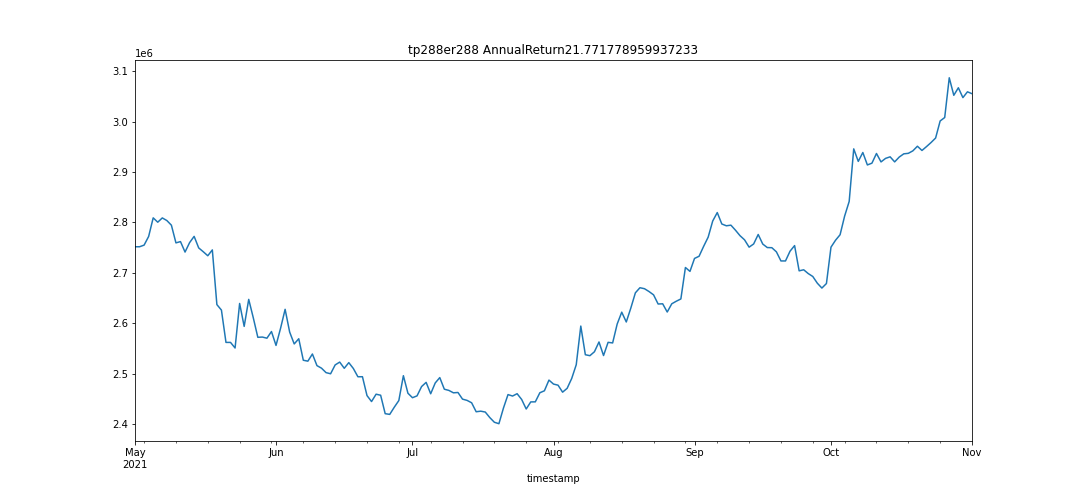 tp288er288 AnnualReturn21.771778959937233
1e6
3.1
3.0
2.9
2.8
2.7
2.6
2.5
2.4
May Jun Jul Aug Sep Oct Nov
2021
timestamp